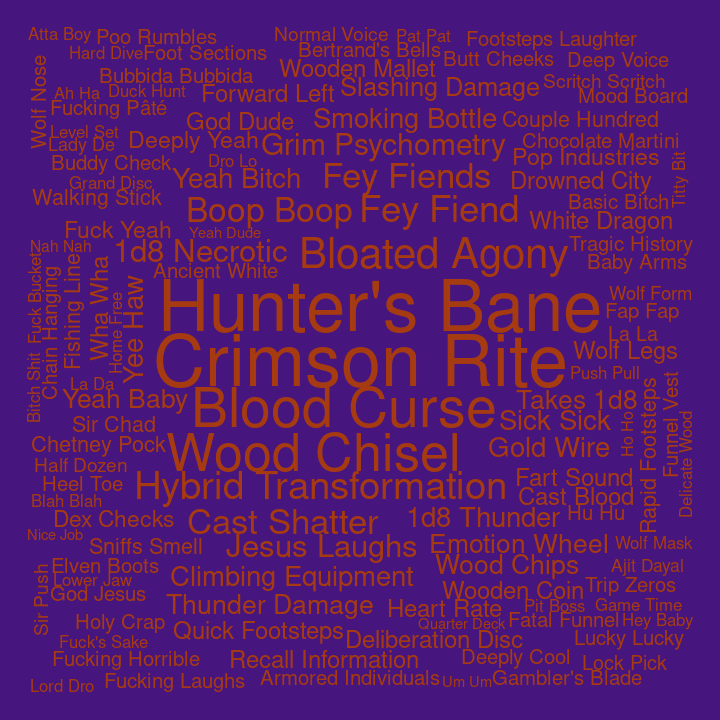 Atta Boy
Poo Rumbles
Normal Voice
Pat Pat
Footsteps Laughter
Hard Dive
Foot Sections
Bertrand's Bells
Butt Cheeks
Deep Voice
Wolf Nose
Bubbida Bubbida
Wooden Mallet
Scritch Scritch
Ah Ha
Duck Hunt
Forward Left
Slashing Damage
Mood Board
Fucking Pâté
God Dude
Smoking Bottle
Couple Hundred
Level Set
Lady De
Deeply Yeah
Grim Psychometry
Chocolate Martini
Buddy Check
Dro Lo
Pop Industries
Titty Bit
Grand Disc
Yeah Bitch
Fey Fiends
Drowned City
Walking Stick
Boop Boop
Fey Fiend
Basic Bitch
White Dragon
Fuck Yeah
Yeah Dude
Nah Nah
1d8 Necrotic
Bloated Agony
Tragic History
Baby Arms
Fuck Bucket
Chain Hanging
Fishing Line
Wha Wha
Home Free
Yee Haw
Ancient White
Hunter's Bane
Wolf Form
Fap Fap
La La
Crimson Rite
Wolf Legs
Push Pull
Bitch Shit
La Da
Yeah Baby
Blood Curse
Takes 1d8
Sir Chad
Sick Sick
Ho Ho
Rapid Footsteps
Funnel Vest
Delicate Wood
Chetney Pock
Wood Chisel
Gold Wire
Half Dozen
Heel Toe
Hybrid Transformation
Fart Sound
Cast Blood
Blah Blah
Dex Checks
Cast Shatter
1d8 Thunder
Hu Hu
Nice Job
Sniffs Smell
Jesus Laughs
Emotion Wheel
Wolf Mask
Elven Boots
Lower Jaw
Climbing Equipment
Wood Chips
Ajit Dayal
God Jesus
Wooden Coin
Trip Zeros
Sir Push
Thunder Damage
Heart Rate
Pit Boss
Game Time
Holy Crap
Quick Footsteps
Quarter Deck
Fatal Funnel
Hey Baby
Fuck's Sake
Deliberation Disc
Lucky Lucky
Fucking Horrible
Recall Information
Deeply Cool
Lock Pick
Lord Dro
Fucking Laughs
Armored Individuals
Um Um
Gambler's Blade